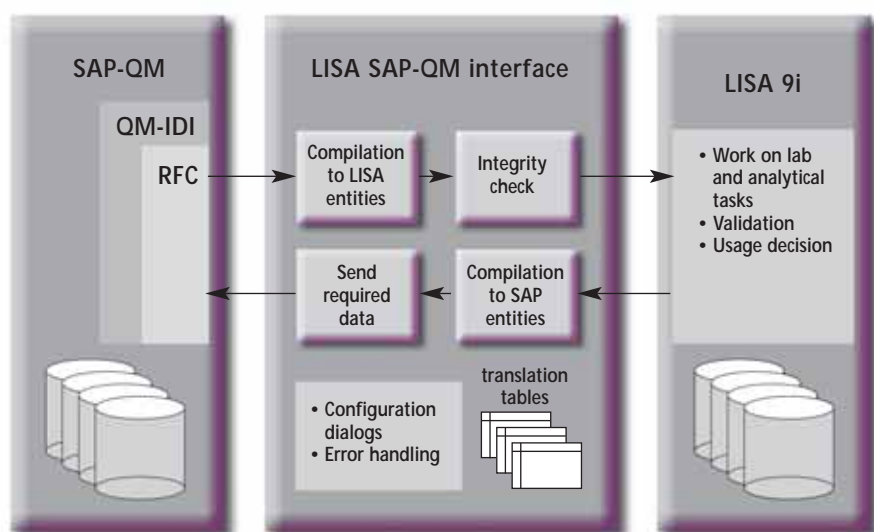 SAP-QM
QM-IDI
RFC
LISA SAP-QM interface
Compilation
to LISA
entities
Integrity
check
Send
required
data
Compilation
to SAP
entities
• Configuration
dialogs
• Error handling
translation
tables
LISA 9i
• Work on lab
and analytical
tasks
• Validation
• Usage decision